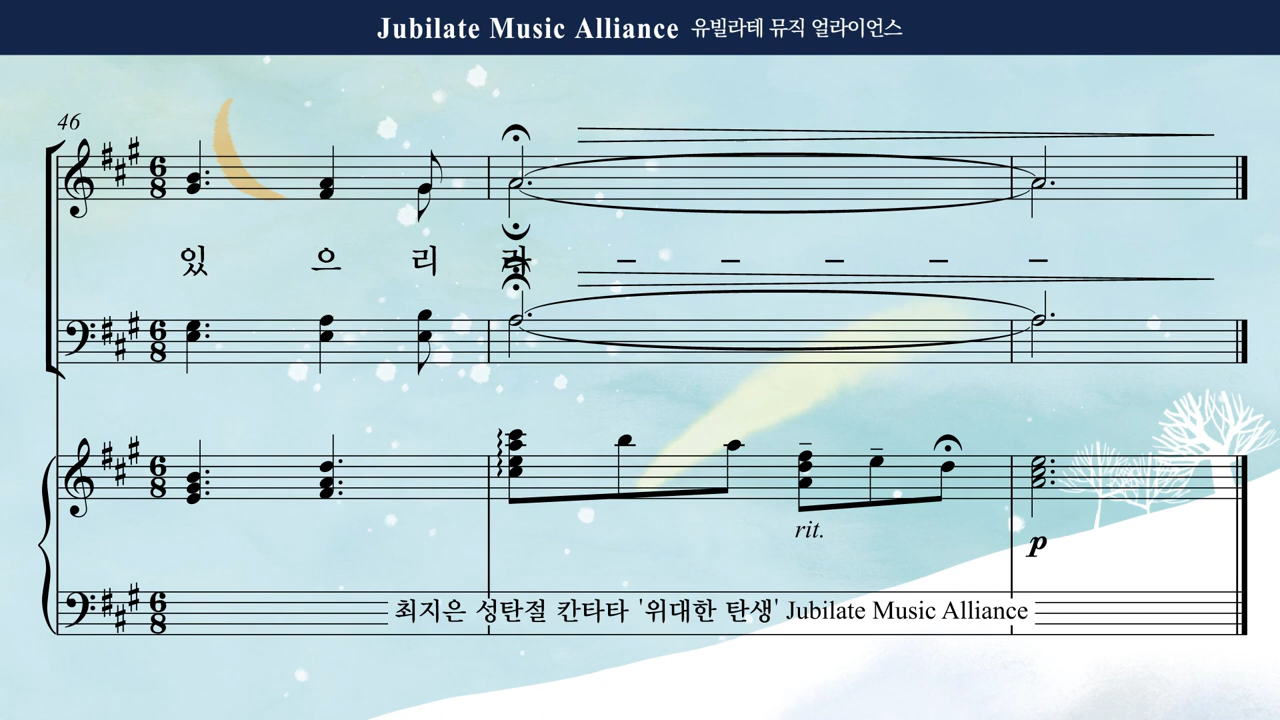 Jubilate Music Alliance 유빌라테 뮤직 얼라이언스
46
있 으 리 라 – – – – –
rit.
p
최지은 성탄절 칸타타 '위대한 탄생' Jubilate Music Alliance